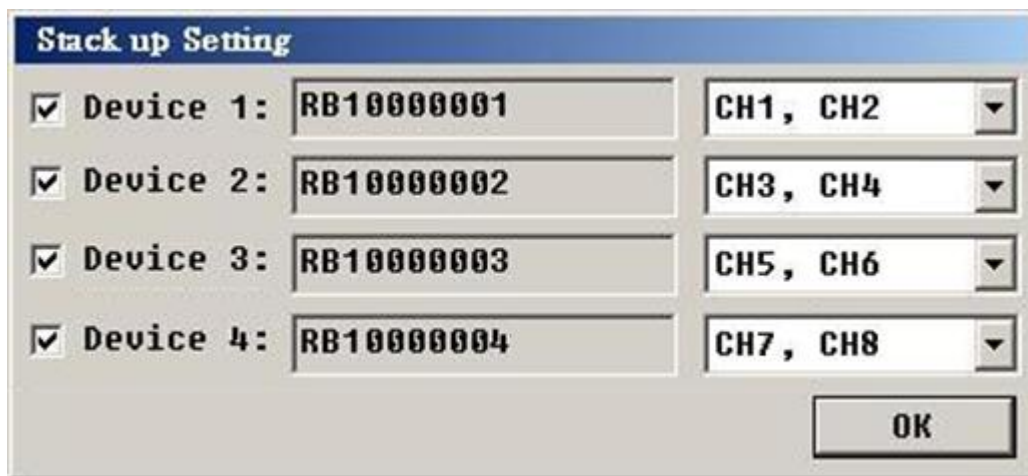 Stack up Setting
Device 1: RB10000001 CH1, CH2
Device 2: RB10000002 CH3, CH4
Device 3: RB10000003 CH5, CH6
Device 4: RB10000004 CH7, CH8
OK